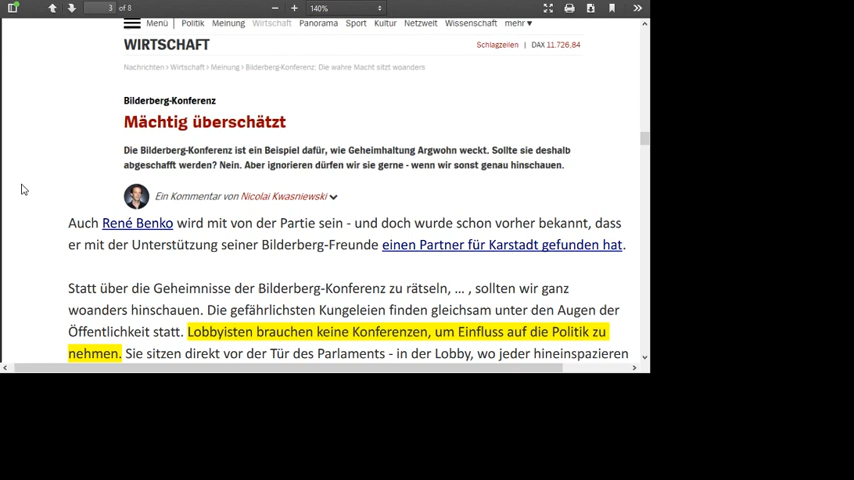 3 of 8 140%
Menü Politik Meinung Wirtschaft Panorama Sport Kultur Netzwelt Wissenschaft mehr
WIRTSCHAFT Schlagzeilen | DAX 11.726,84
Nachrichten > Wirtschaft > Meinung > Bilderberg-Konferenz: Die wahre Macht sitzt woanders
Bilderberg-Konferenz
Mächtig überschätzt
Die Bilderberg-Konferenz ist ein Beispiel dafür, wie Geheimhaltung Argwohn weckt. Sollte sie deshalb
abgeschafft werden? Nein. Aber ignorieren dürfen wir sie gerne - wenn wir sonst genau hinschauen.
Ein Kommentar von Nicolai Kwasniewski
Auch René Benko wird mit von der Partie sein - und doch wurde schon vorher bekannt, dass
er mit der Unterstützung seiner Bilderberg-Freunde einen Partner für Karstadt gefunden hat.
Statt über die Geheimnisse der Bilderberg-Konferenz zu rätseln, ... , sollten wir ganz
woanders hinschauen. Die gefährlichsten Kungeleien finden gleichsam unter den Augen der
Öffentlichkeit statt. Lobbyisten brauchen keine Konferenzen, um Einfluss auf die Politik zu
nehmen. Sie sitzen direkt vor der Tür des Parlaments - in der Lobby, wo jeder hineinspazieren